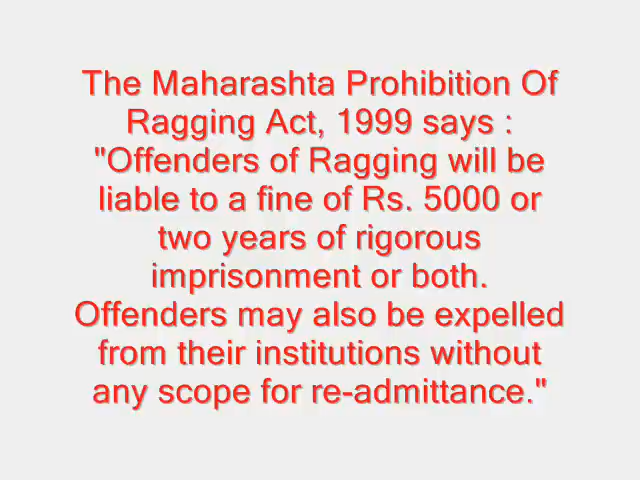 The Maharashta Prohibition Of
Ragging Act, 1999 says :
"Offenders of Ragging will be
liable to a fine of Rs. 5000 or
two years of rigorous
imprisonment or both.
Offenders may also be expelled
from their institutions without
any scope for re-admittance."